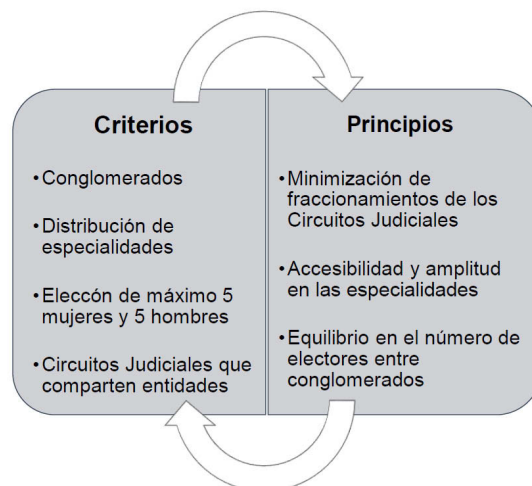 Criterios
•Conglomerados
•Distribución de
especialidades
•Eleccón de máximo 5
mujeres y 5 hombres
•Circuitos Judiciales que
comparten entidades
Principios
•Minimización de
fraccionamientos de los
Circuitos Judiciales
•Accesibilidad y amplitud
en las especialidades
•Equilibrio en el número de
electores entre
conglomerados